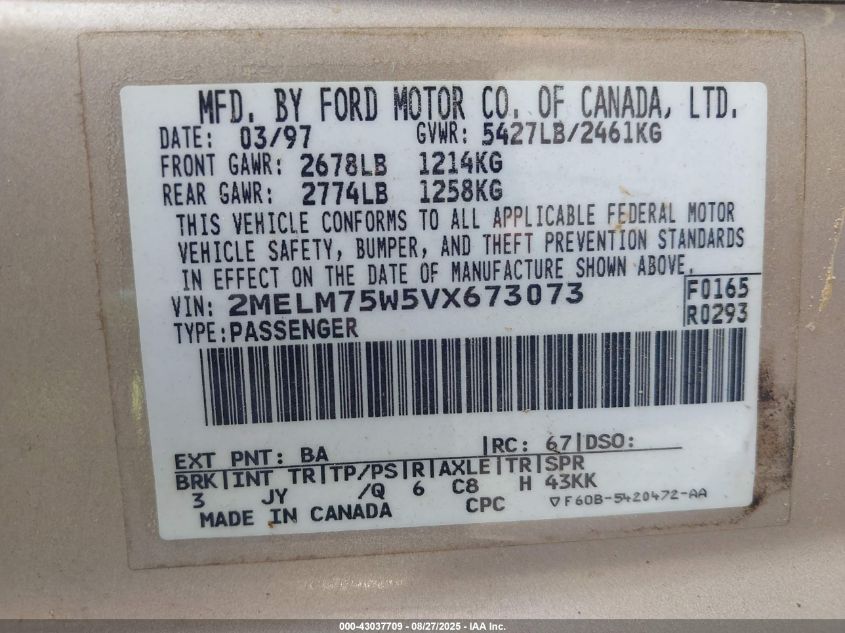 MFD. BY FORD MOTOR CO. OF CANADA, LTD.
DATE: 03/97 GVWR: 5427LB/2461KG
FRONT GAWR: 2678LB 1214KG
REAR GAWR: 2774LB 1258KG
THIS VEHICLE CONFORMS TO ALL APPLICABLE FEDERAL MOTOR
VEHICLE SAFETY, BUMPER, AND THEFT PREVENTION STANDARDS
IN EFFECT ON THE DATE OF MANUFACTURE SHOWN ABOVE.
VIN: 2MELM75W5VX673073 F0165
TYPE: PASSENGER R0293
EXT PNT: BA |RC: 67|DSO:
BRK|INT TR|TP/PS|R|AXLE|TR|SPR
3 JY /Q 6 C8 H 43KK
MADE IN CANADA CPC ▽F60B-5420472-AA
000-43037709 - 08/27/2025 - IAA Inc.